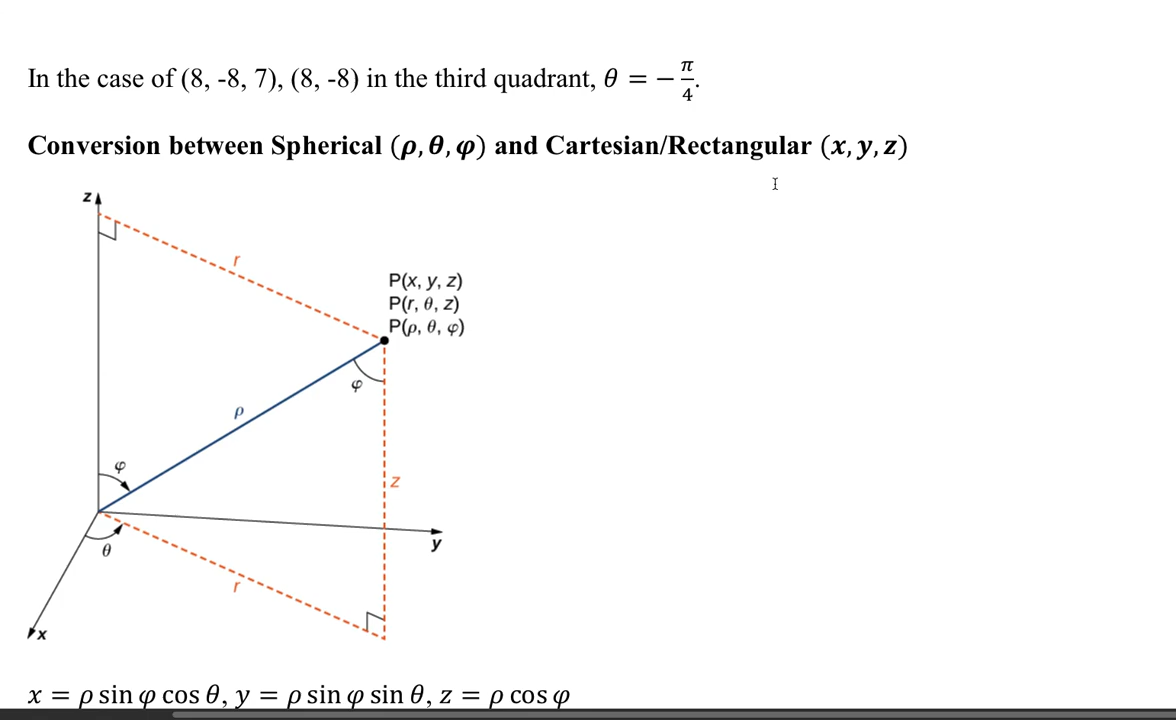 In the case of (8, -8, 7), (8, -8) in the third quadrant, θ = −π/4.
Conversion between Spherical (ρ, θ, φ) and Cartesian/Rectangular (x, y, z)
z
r
P(x, y, z)
P(r, θ, z)
P(ρ, θ, φ)
φ
ρ
φ
z
y
θ
r
x
x = ρ sin φ cos θ, y = ρ sin φ sin θ, z = ρ cos φ